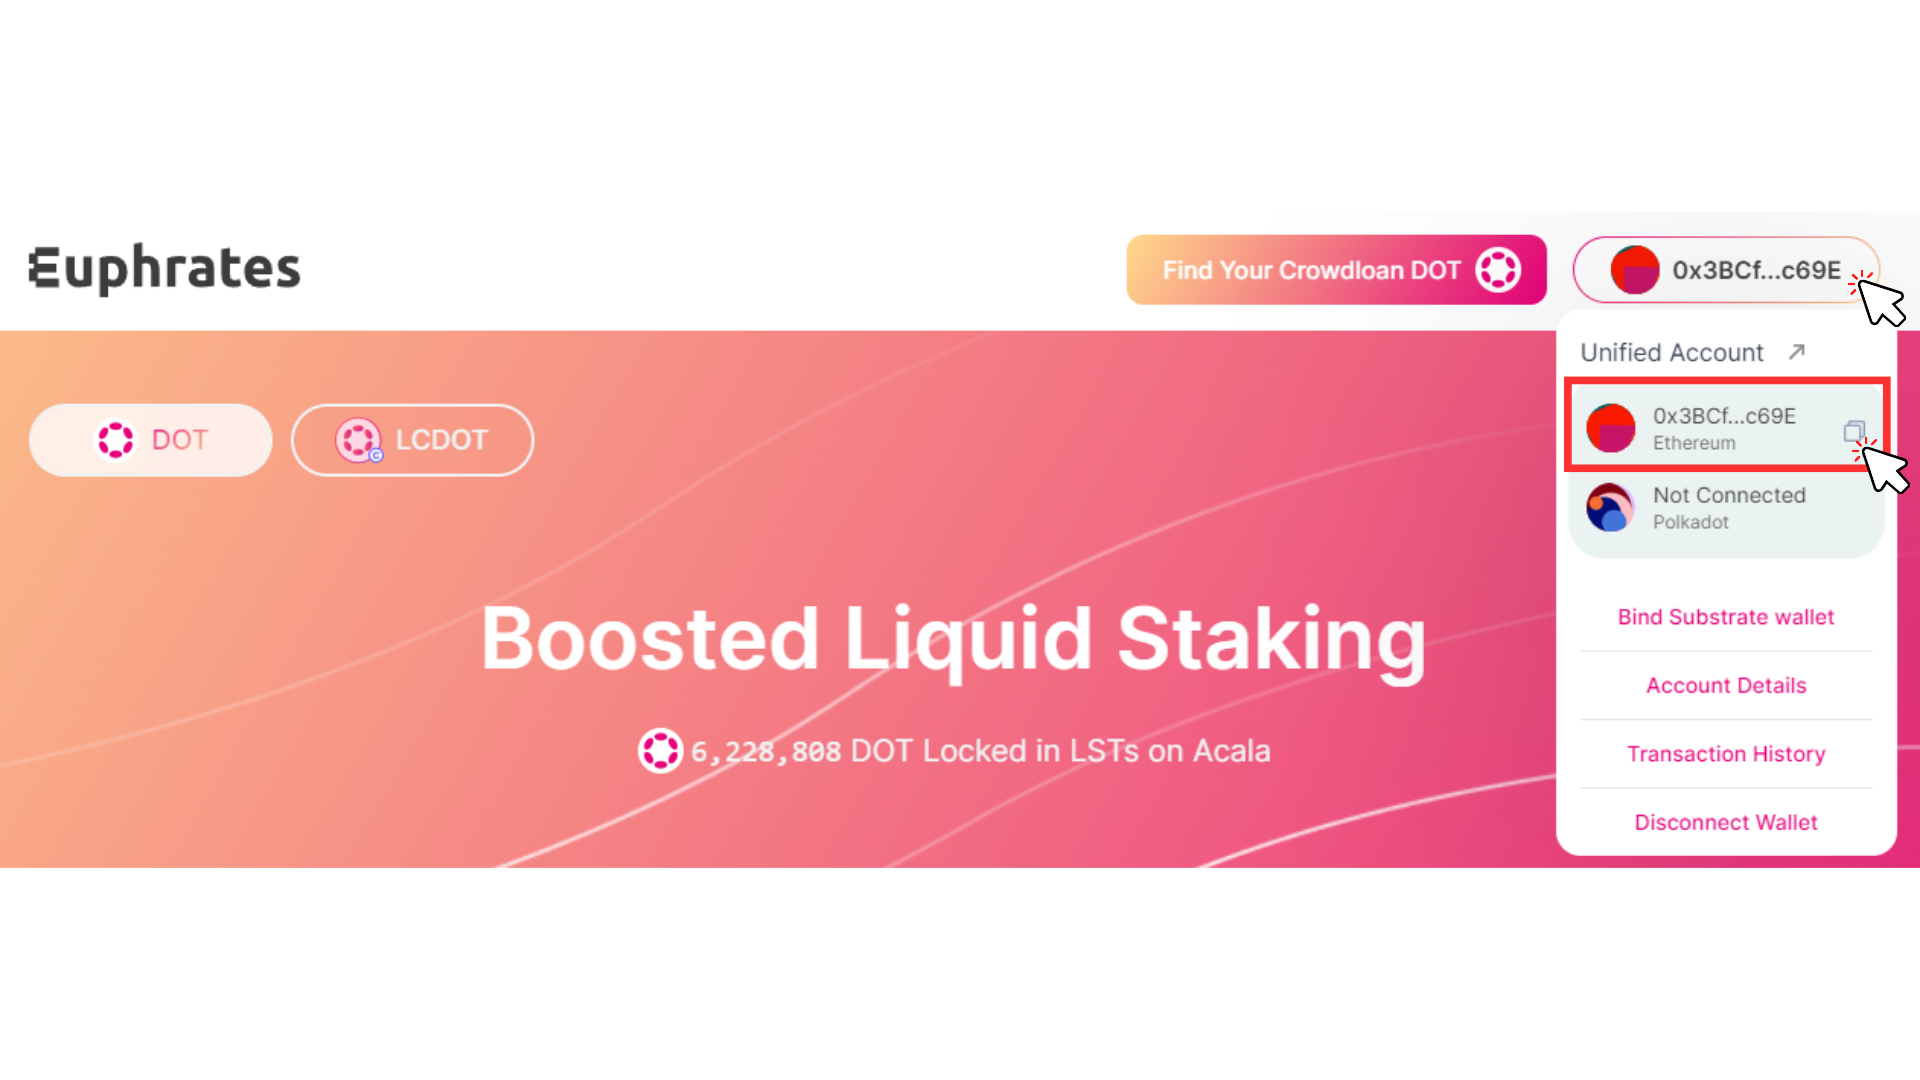 Euphrates
Find Your Crowdloan DOT
0x3BCf...c69E
Unified Account
0x3BCf...c69E
Ethereum
Not Connected
Polkadot
Bind Substrate wallet
Account Details
Transaction History
Disconnect Wallet
DOT
LCDOT
Boosted Liquid Staking
6,228,808 DOT Locked in LSTs on Acala